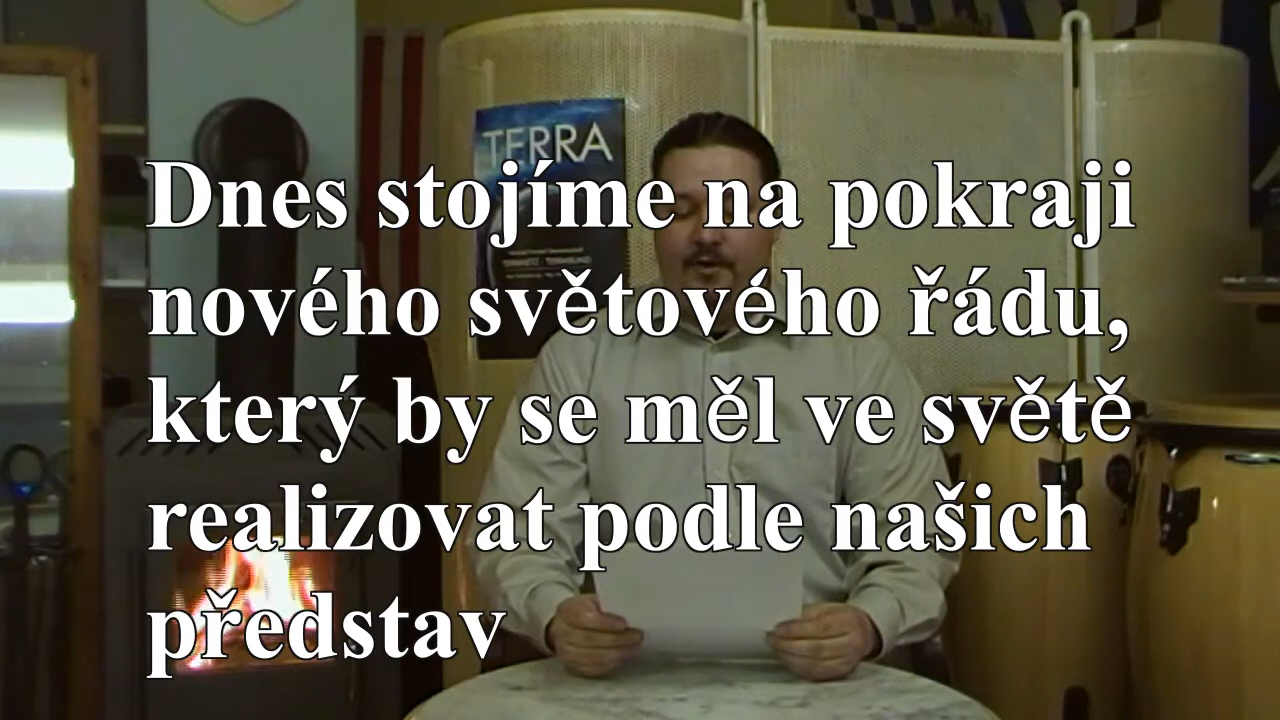 TERRA
Dnes stojíme na pokraji
nového světového řádu,
který by se měl ve světě
realizovat podle našich
představ